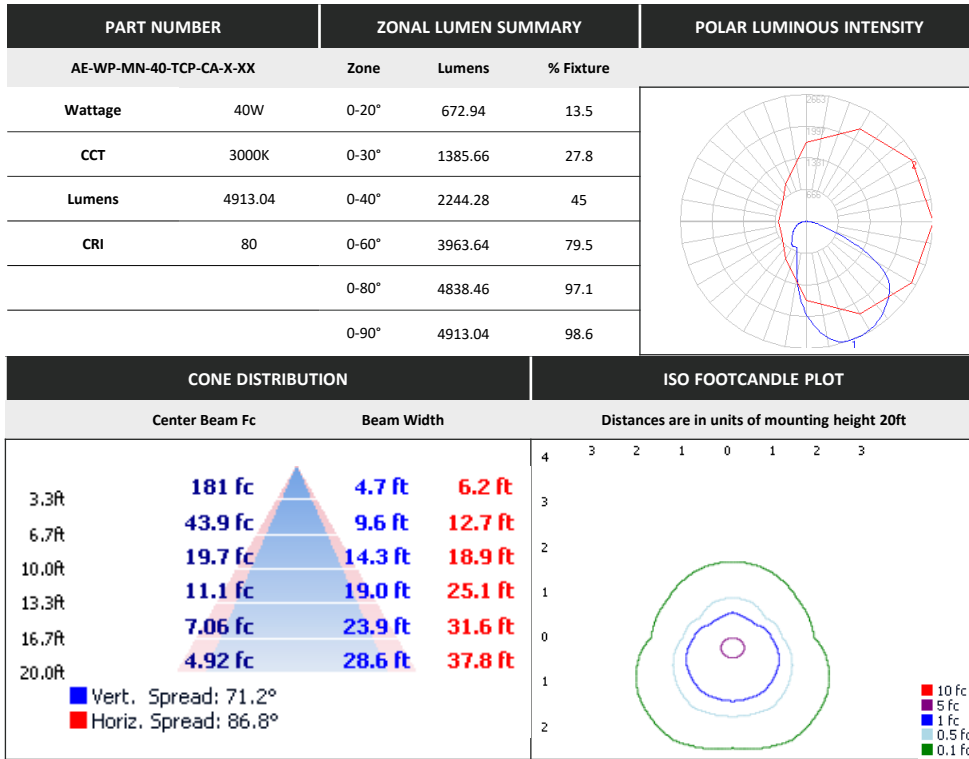 PART NUMBER ZONAL LUMEN SUMMARY POLAR LUMINOUS INTENSITY
AE-WP-MN-40-TCP-CA-X-XX Zone Lumens % Fixture
Wattage 40W 0-20° 672.94 13.5
CCT 3000K 0-30° 1385.66 27.8
Lumens 4913.04 0-40° 2244.28 45
CRI 80 0-60° 3963.64 79.5
0-80° 4838.46 97.1
0-90° 4913.04 98.6
2663
1997
1331
666
2
1
CONE DISTRIBUTION ISO FOOTCANDLE PLOT
Center Beam Fc Beam Width Distances are in units of mounting height 20ft
3.3ft 181 fc 4.7 ft 6.2 ft
6.7ft 43.9 fc 9.6 ft 12.7 ft
10.0ft 19.7 fc 14.3 ft 18.9 ft
13.3ft 11.1 fc 19.0 ft 25.1 ft
16.7ft 7.06 fc 23.9 ft 31.6 ft
20.0ft 4.92 fc 28.6 ft 37.8 ft
Vert. Spread: 71.2°
Horiz. Spread: 86.8°
3 2 1 0 1 2 3
4
3
2
1
0
1
2
10 fc
5 fc
1 fc
0.5 fc
0.1 fc